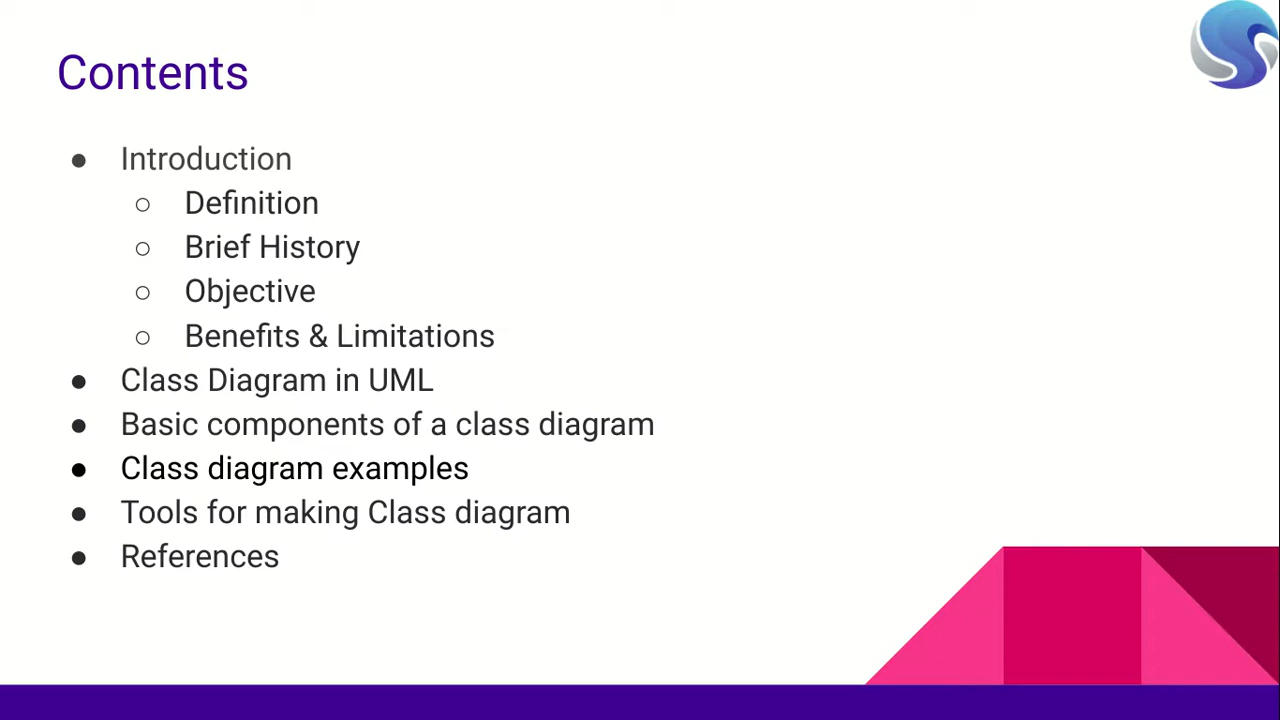 Contents
● Introduction
○ Definition
○ Brief History
○ Objective
○ Benefits & Limitations
● Class Diagram in UML
● Basic components of a class diagram
● Class diagram examples
● Tools for making Class diagram
● References